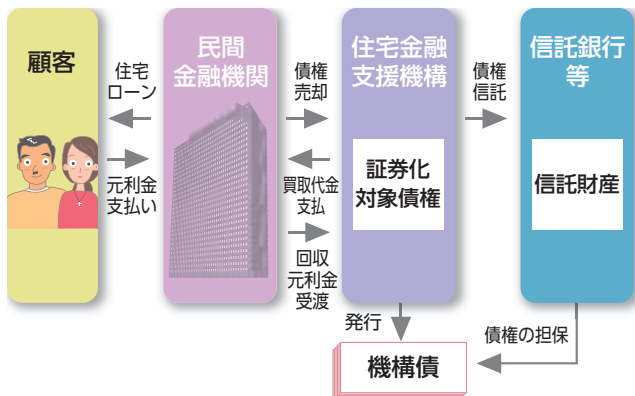 顧客
住宅
ローン
元利金
支払い
民間
金融機関
債権
売却
買取代金
支払
回収
元利金
受渡
住宅金融
支援機構
証券化
対象債権
債権
信託
信託銀行
等
信託財産
発行
機構債
債権の担保